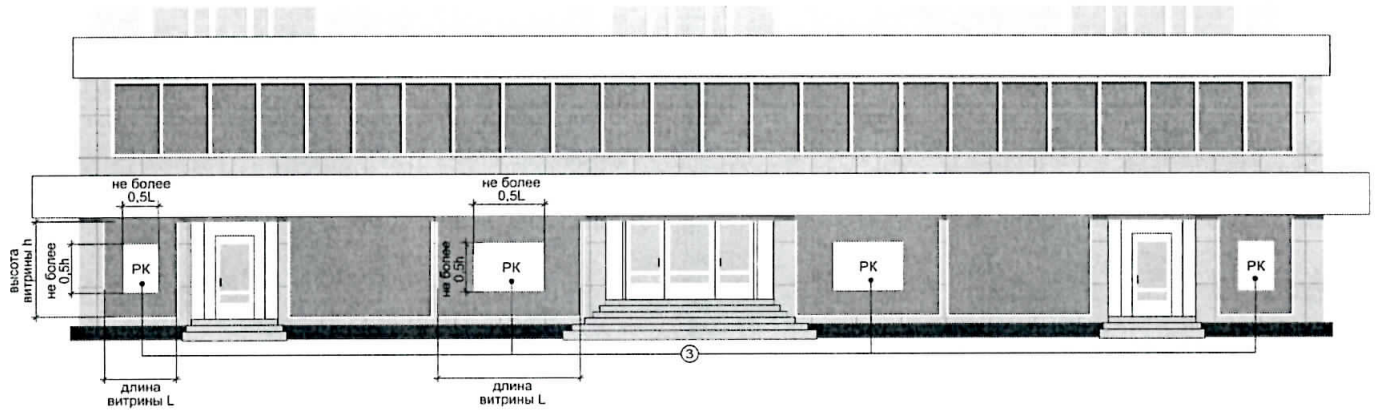 не более
0,5L
не более
0,5L
высота
витрины h
не более
0,5h
РК
не более
0,5h
РК
РК
РК
3
длина
витрины L
длина
витрины L